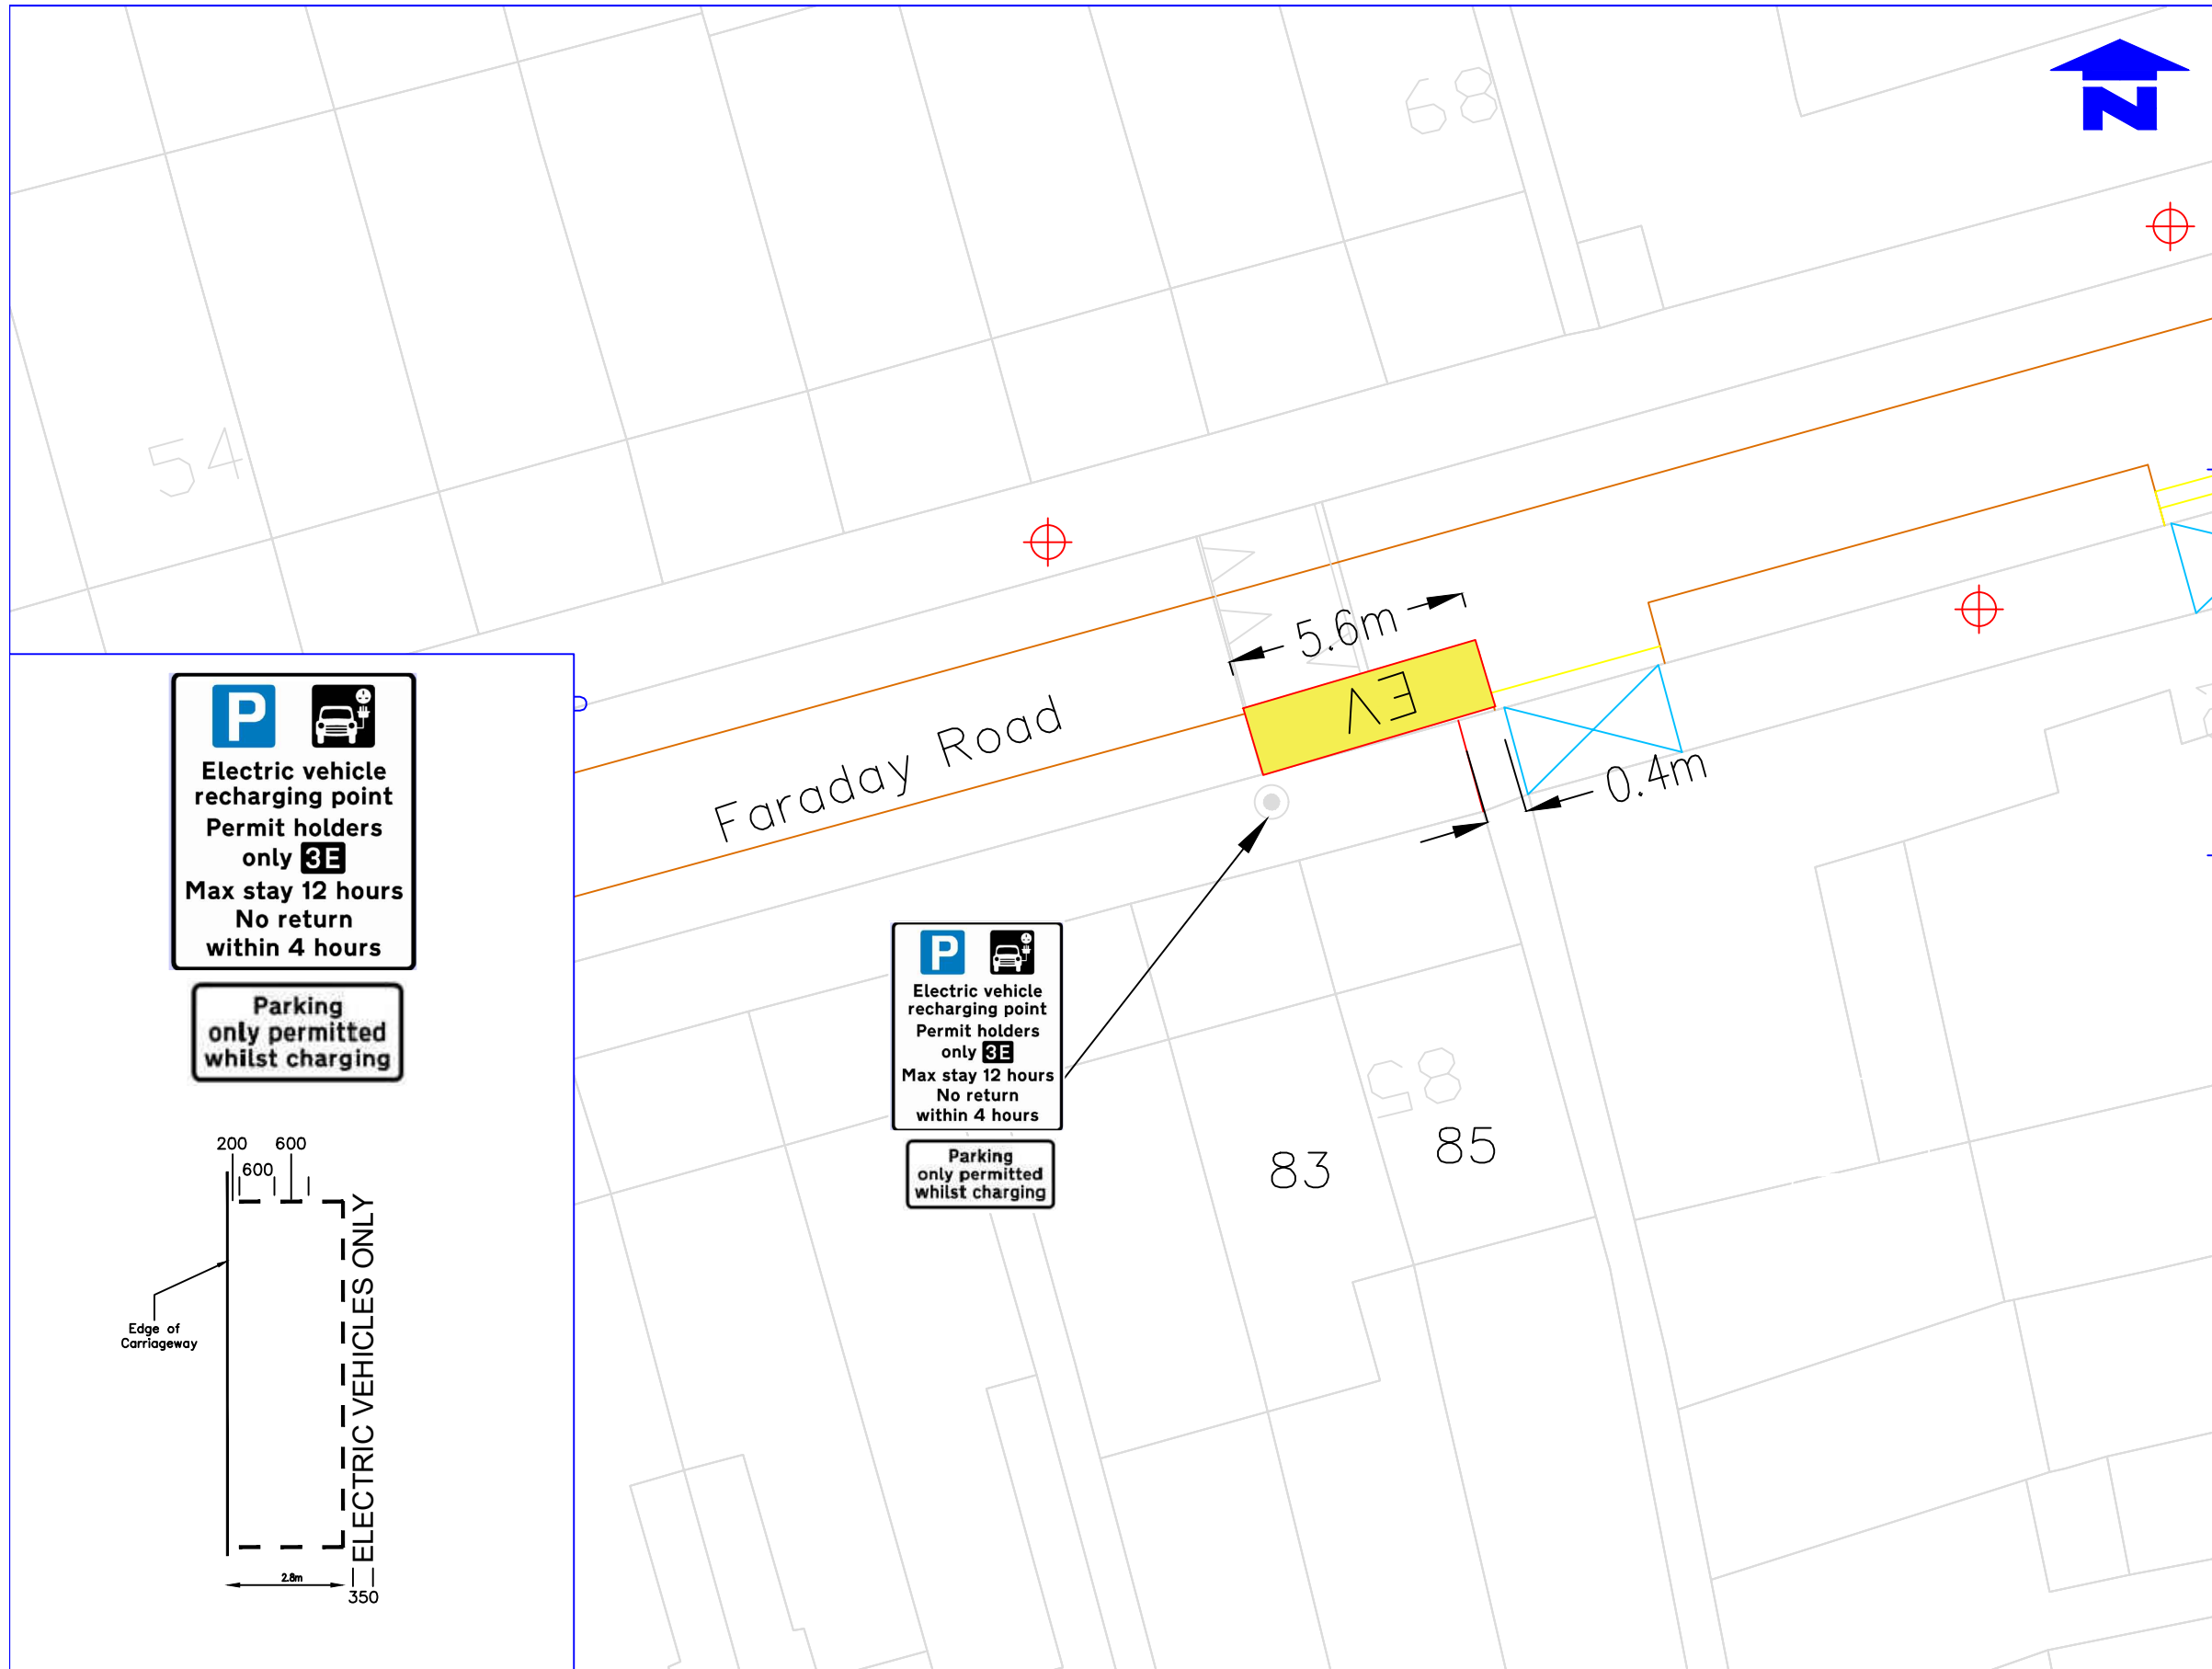 68
N
54
5.6m
EV
Faraday Road
0.4m
P
Electric vehicle
recharging point
Permit holders
only 3E
Max stay 12 hours
No return
within 4 hours
Parking
only permitted
whilst charging
P
Electric vehicle
recharging point
Permit holders
only 3E
Max stay 12 hours
No return
within 4 hours
Parking
only permitted
whilst charging
85
83
85
200 600
600
ELECTRIC VEHICLES ONLY
Edge of
Carriageway
2.8m
350